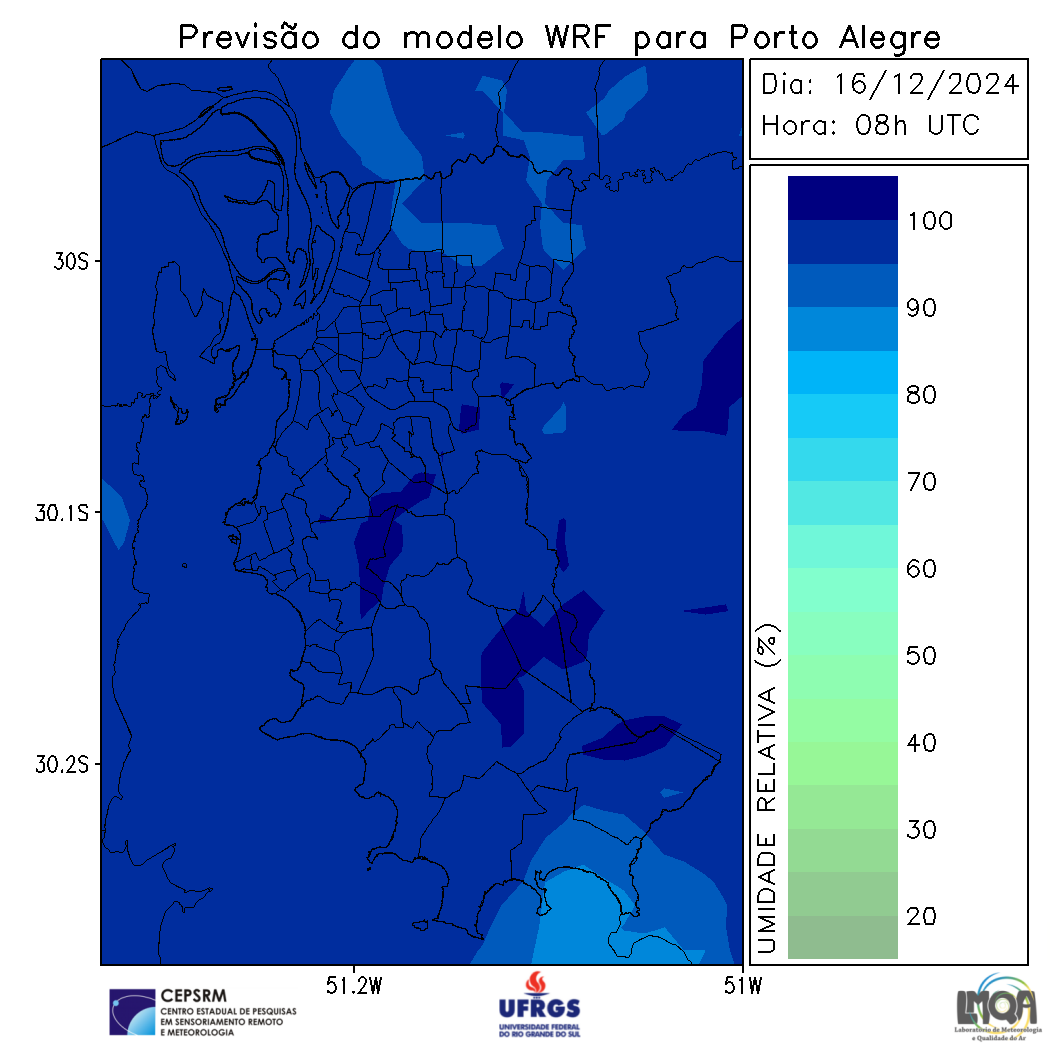 Previsão do modelo WRF para Porto Alegre
Dia: 16/12/2024
Hora: 08h UTC
30S
30.1S
30.2S
51.2W
51W
UMIDADE RELATIVA (%)
100
90
80
70
60
50
40
30
20
CEPSRM
CENTRO ESTADUAL DE PESQUISAS
EM SENSORIAMENTO REMOTO
E METEOROLOGIA
UFRGS
UNIVERSIDADE FEDERAL
DO RIO GRANDE DO SUL
LMQA
Laboratório de Meteorologia
e Qualidade do Ar